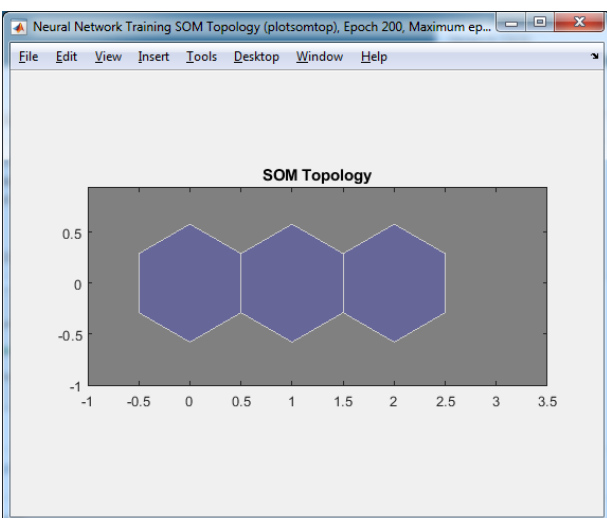 Neural Network Training SOM Topology (plotsomtop), Epoch 200, Maximum ep...
File Edit View Insert Tools Desktop Window Help
SOM Topology
0.5
0
-0.5
-1
-1 -0.5 0 0.5 1 1.5 2 2.5 3 3.5